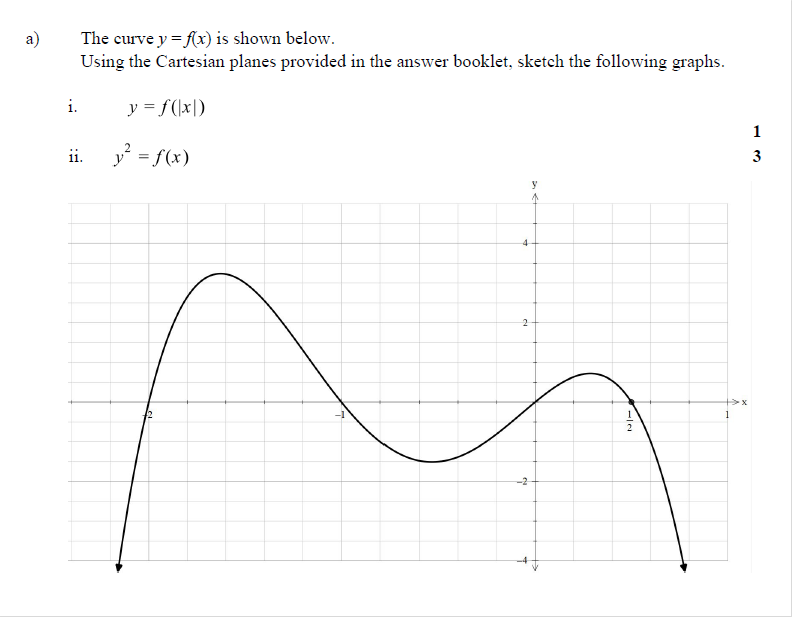 a) The curve y = f(x) is shown below.
Using the Cartesian planes provided in the answer booklet, sketch the following graphs.
i. y = f(|x|)
1
ii. y² = f(x)
3
y
4
2
x
-2
-1
1/2
1
-2
-4